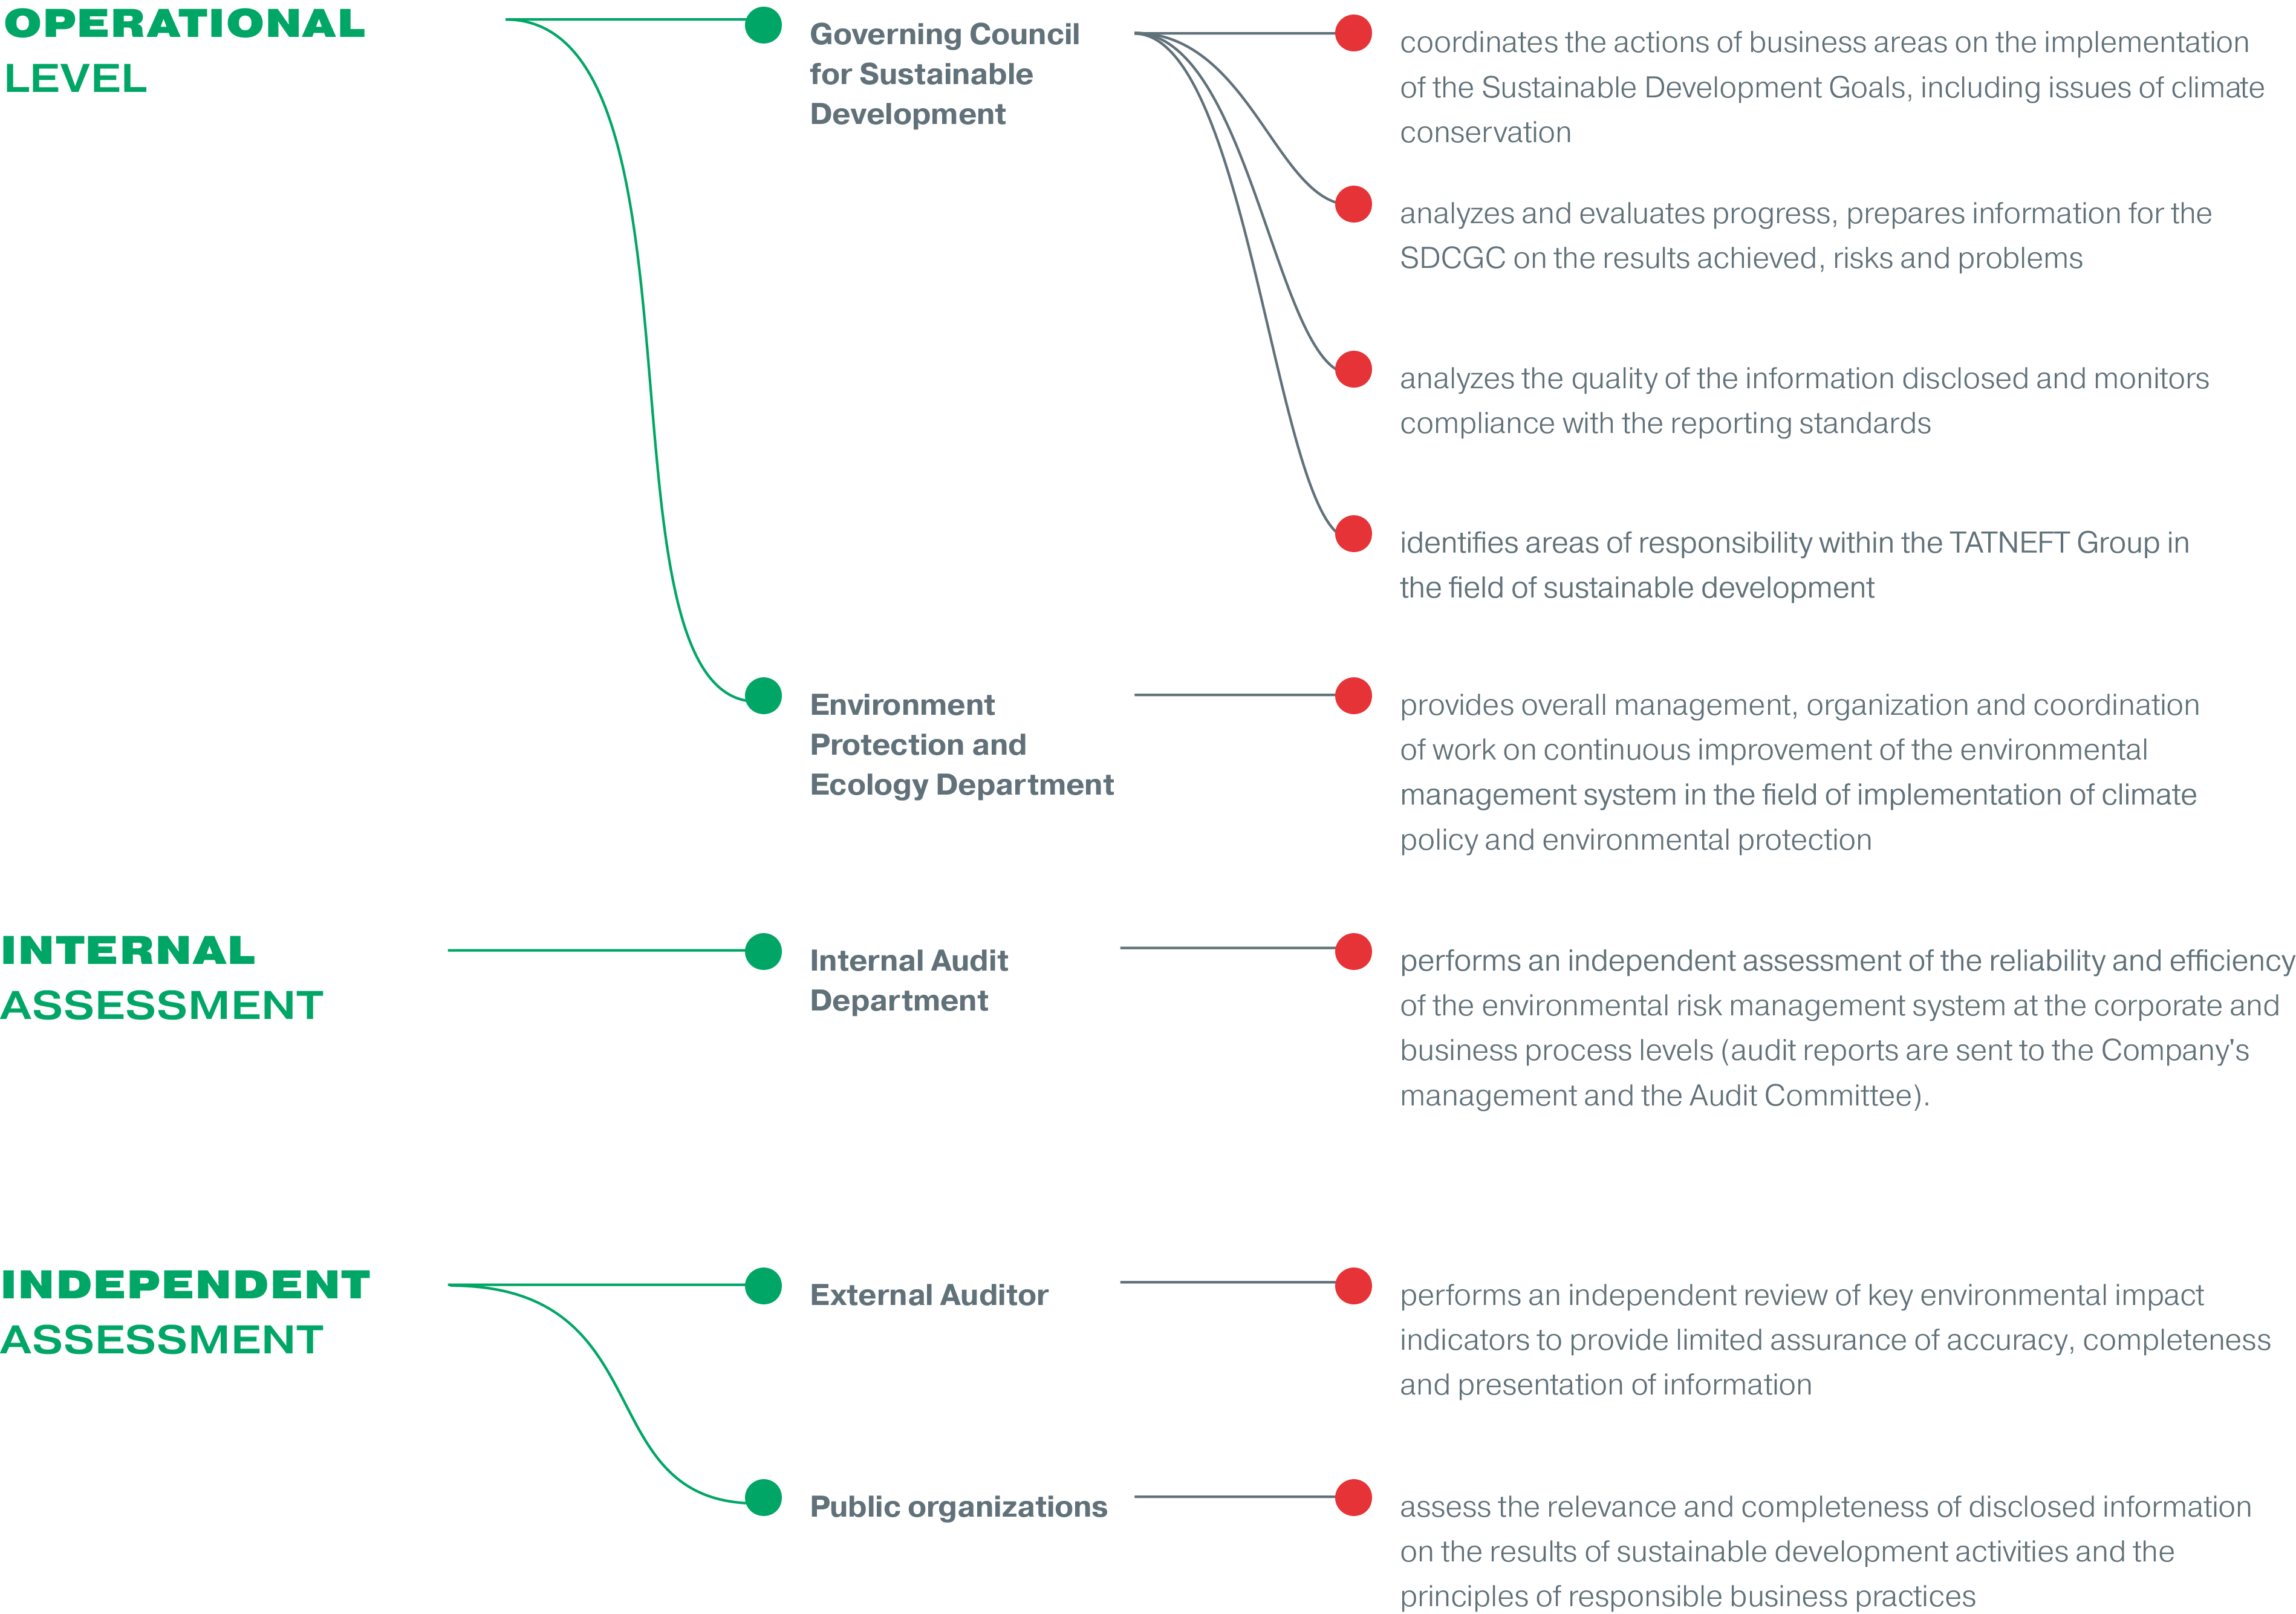 OPERATIONAL
LEVEL
Governing Council
for Sustainable
Development
coordinates the actions of business areas on the implementation
of the Sustainable Development Goals, including issues of climate
conservation
analyzes and evaluates progress, prepares information for the
SDCGC on the results achieved, risks and problems
analyzes the quality of the information disclosed and monitors
compliance with the reporting standards
identifies areas of responsibility within the TATNEFT Group in
the field of sustainable development
Environment
Protection and
Ecology Department
provides overall management, organization and coordination
of work on continuous improvement of the environmental
management system in the field of implementation of climate
policy and environmental protection
INTERNAL
ASSESSMENT
Internal Audit
Department
performs an independent assessment of the reliability and efficiency
of the environmental risk management system at the corporate and
business process levels (audit reports are sent to the Company's
management and the Audit Committee).
INDEPENDENT
ASSESSMENT
External Auditor
performs an independent review of key environmental impact
indicators to provide limited assurance of accuracy, completeness
and presentation of information
Public organizations
assess the relevance and completeness of disclosed information
on the results of sustainable development activities and the
principles of responsible business practices